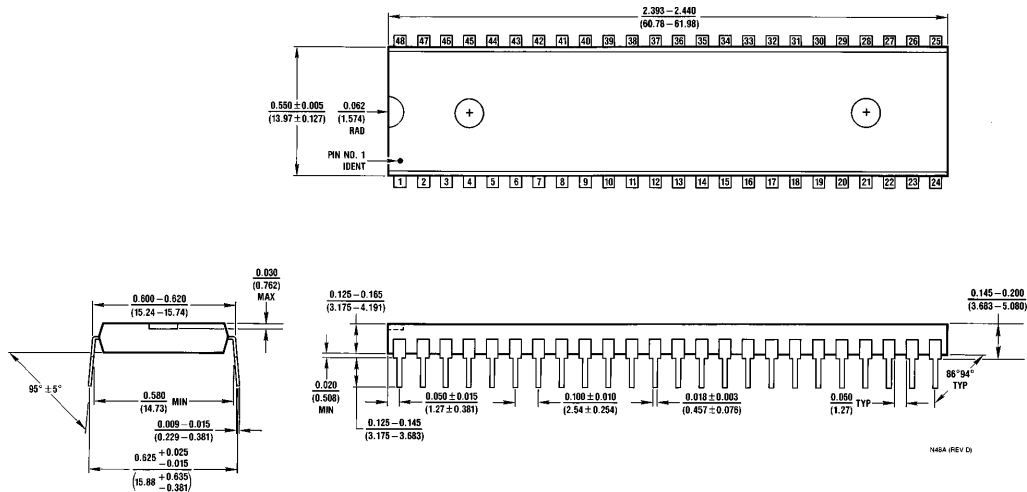 2.393 – 2.440
(60.78 – 61.98)
48 47 46 45 44 43 42 41 40 39 38 37 36 35 34 33 32 31 30 29 28 27 26 25
0.550 ± 0.005
(13.97 ± 0.127)
0.062
(1.574)
RAD
PIN NO. 1
IDENT
1 2 3 4 5 6 7 8 9 10 11 12 13 14 15 16 17 18 19 20 21 22 23 24
0.600 – 0.620
(15.24 – 15.74)
0.030
(0.762)
MAX
95° ±5°
0.580
(14.73)
MIN
0.009 – 0.015
(0.229 – 0.381)
0.625 +0.025
−0.015
(15.88 +0.635
−0.381)
0.125 – 0.165
(3.175 – 4.191)
0.145 – 0.200
(3.683 – 5.080)
0.020
(0.508)
MIN
0.050 ± 0.015
(1.27 ± 0.381)
0.100 ± 0.010
(2.54 ± 0.254)
0.018 ± 0.003
(0.457 ± 0.076)
0.050
(1.27)
TYP
86°94°
TYP
0.125 – 0.145
(3.175 – 3.683)
N48A (REV D)